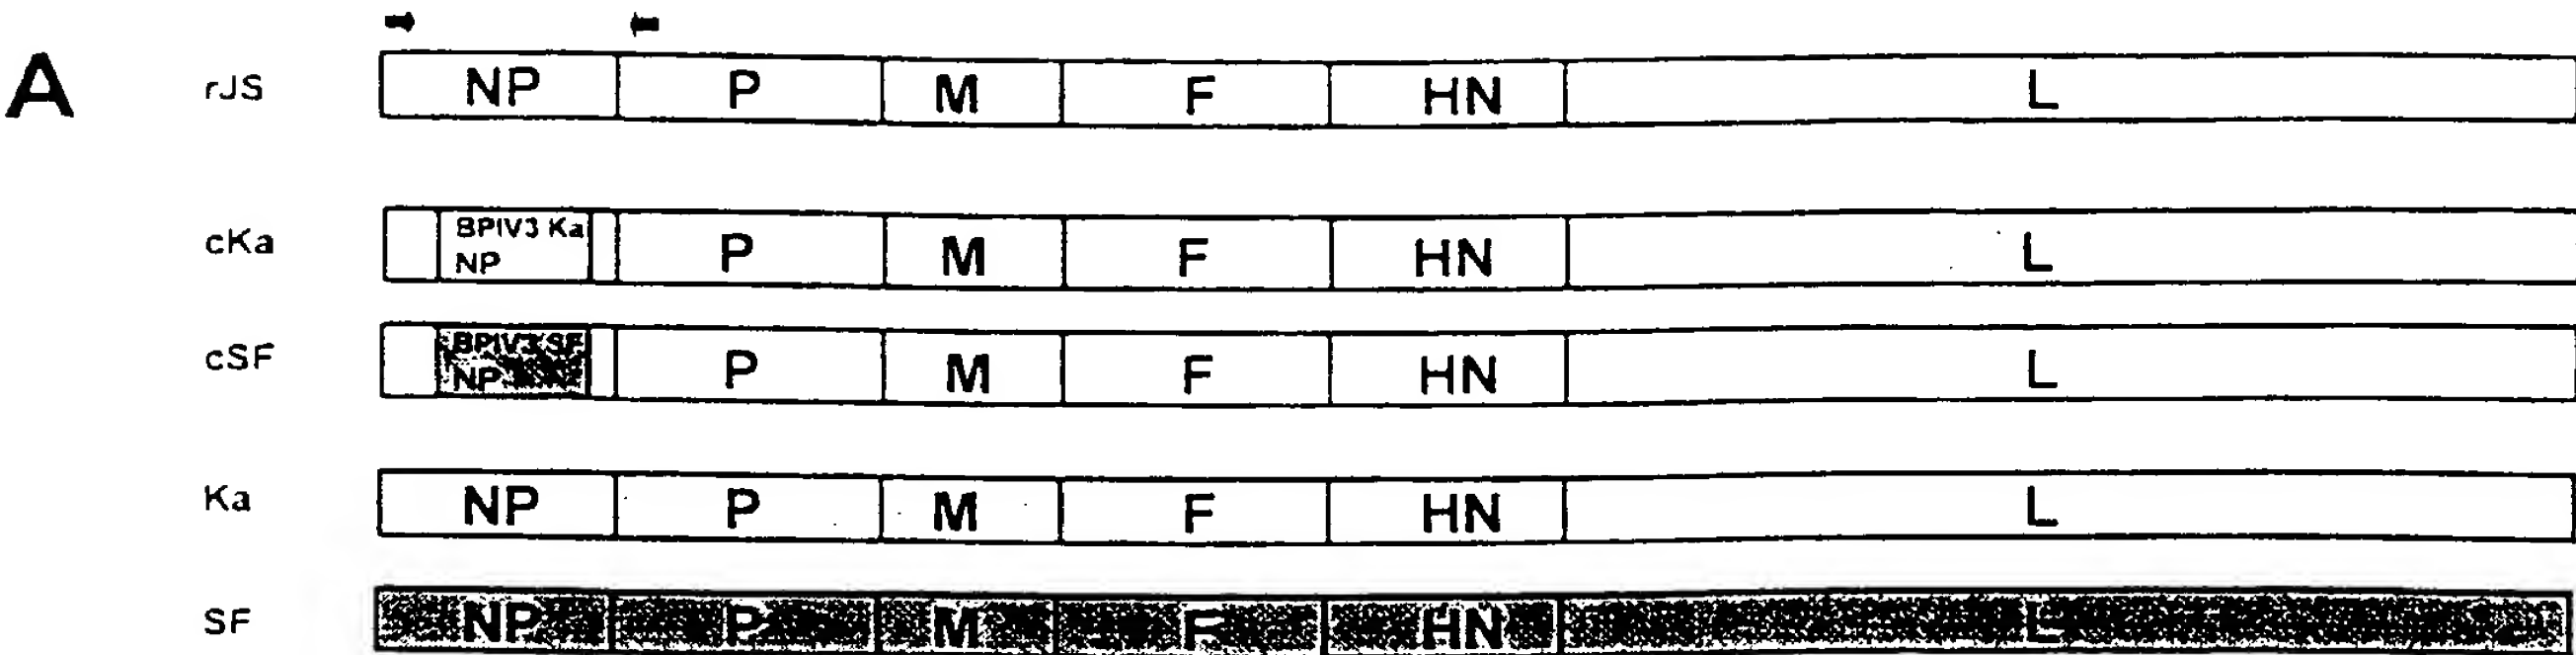 A
rJS NP P M F HN L
cKa BPIV3 Ka P M F HN L
NP
cSF BPIV3 SF P M F HN L
NP
Ka NP P M F HN L
SF NP P M F HN L